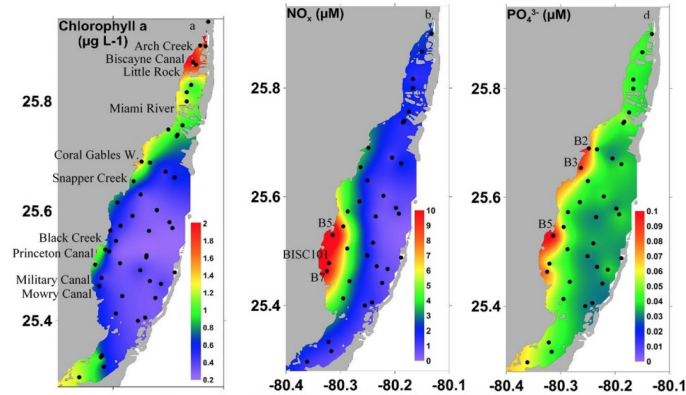 Chlorophyll a
(µg L-1)
a
Arch Creek
Biscayne Canal
Little Rock
25.8
Miami River
Coral Gables W.
Snapper Creek
25.6
Black Creek
Princeton Canal
Military Canal
Mowry Canal
25.4
2
1.8
1.6
1.4
1.2
1
0.8
0.6
0.4
0.2
NOx (µM)
b
25.8
25.6
B5
BISC101
B7
25.4
10
9
8
7
6
5
4
3
2
1
0
-80.4 -80.3 -80.2 -80.1
PO₄³⁻ (µM)
d
25.8
B2
B3
25.6
B5
25.4
0.1
0.09
0.08
0.07
0.06
0.05
0.04
0.03
0.02
0.01
0
-80.4 -80.3 -80.2 -80.1